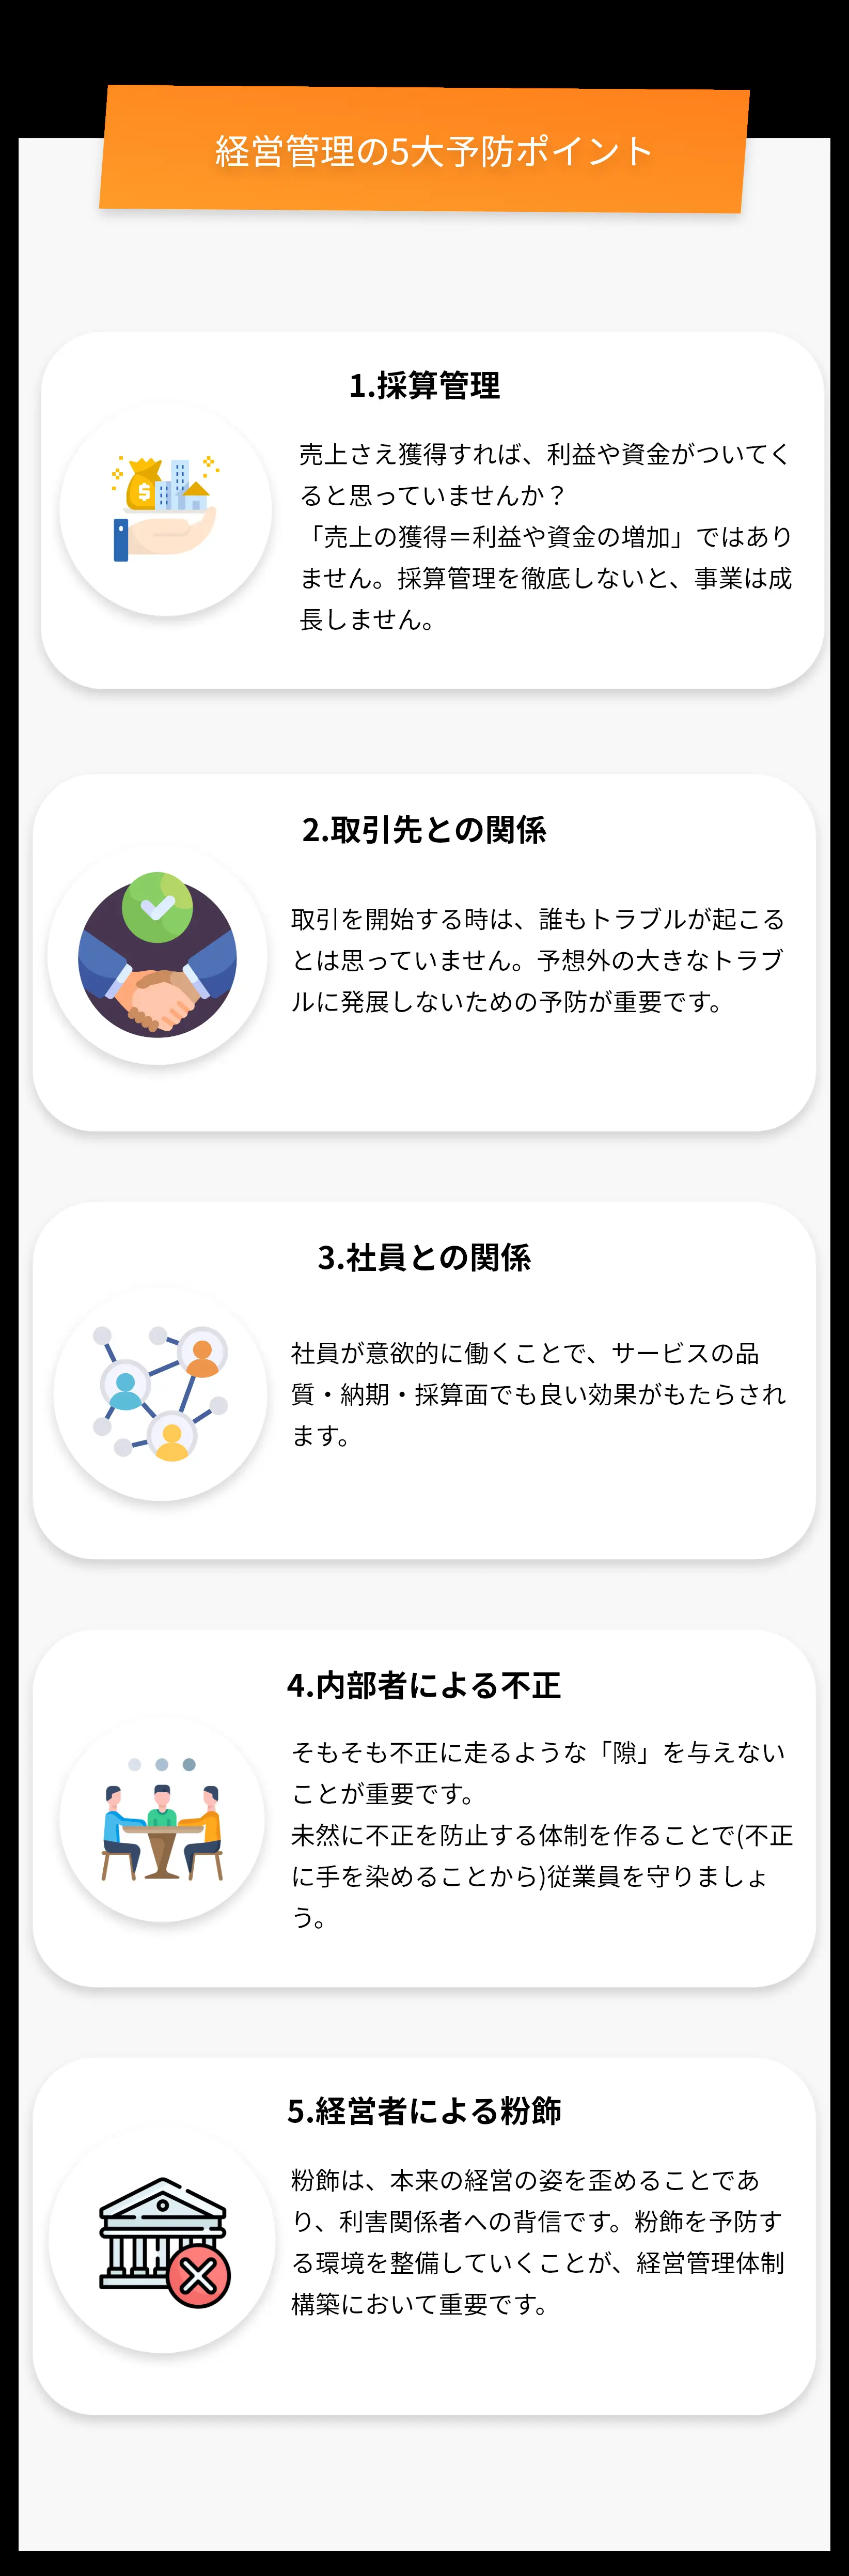 経営管理の5大予防ポイント
1.採算管理
売上さえ獲得すれば、利益や資金がついてく
ると思っていませんか？
「売上の獲得＝利益や資金の増加」ではあり
ません。採算管理を徹底しないと、事業は成
長しません。
2.取引先との関係
取引を開始する時は、誰もトラブルが起こる
とは思っていません。予想外の大きなトラブ
ルに発展しないための予防が重要です。
3.社員との関係
社員が意欲的に働くことで、サービスの品
質・納期・採算面でも良い効果がもたらされ
ます。
4.内部者による不正
そもそも不正に走るような「隙」を与えない
ことが重要です。
未然に不正を防止する体制を作ることで(不正
に手を染めることから)従業員を守りましょ
う。
5.経営者による粉飾
粉飾は、本来の経営の姿を歪めることであ
り、利害関係者への背信です。粉飾を予防す
る環境を整備していくことが、経営管理体制
構築において重要です。